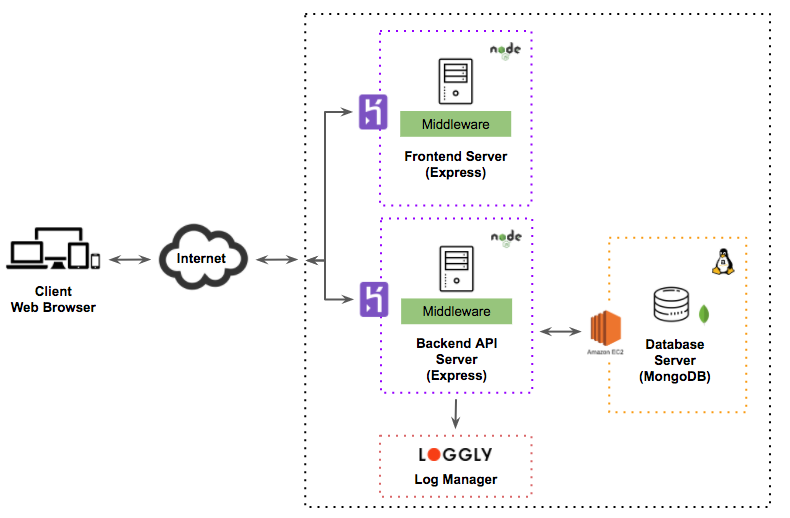 node
Middleware
Frontend Server
(Express)
Internet
Client
Web Browser
node
Middleware
Backend API
Server
(Express)
Amazon EC2
Database
Server
(MongoDB)
LOGGLY
Log Manager